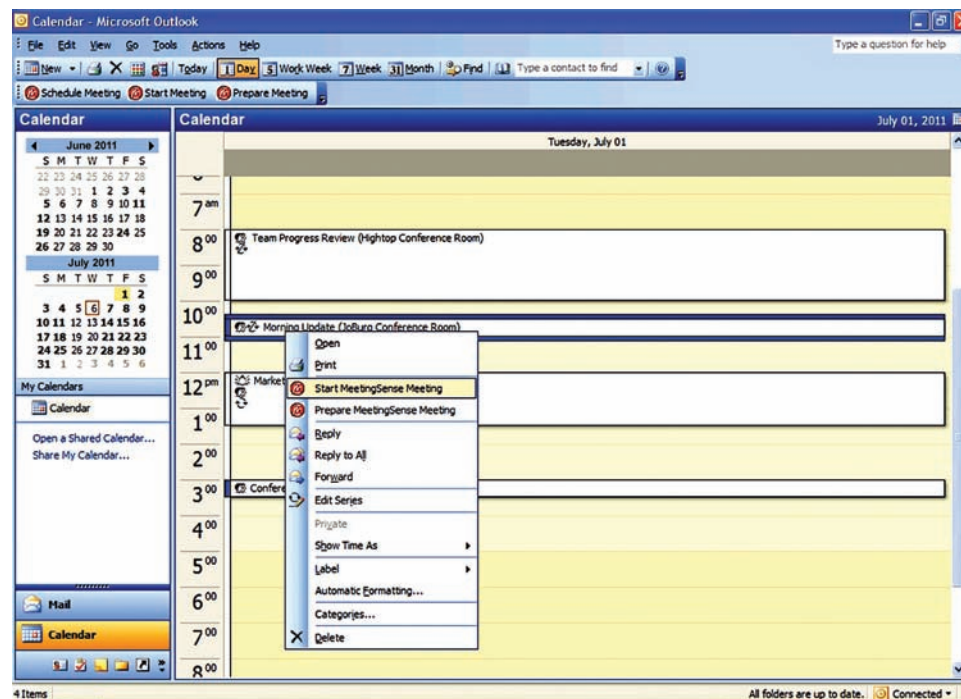 Calendar - Microsoft Outlook
File Edit View Go Tools Actions Help
Type a question for help
New Today 1 Day 5 Work Week 7 Week 31 Month Find Type a contact to find
Schedule Meeting Start Meeting Prepare Meeting
Calendar
June 2011
S M T W T F S
22 23 24 25 26 27 28
29 30 31 1 2 3 4
5 6 7 8 9 10 11
12 13 14 15 16 17 18
19 20 21 22 23 24 25
26 27 28 29 30
July 2011
S M T W T F S
1 2
3 4 5 6 7 8 9
10 11 12 13 14 15 16
17 18 19 20 21 22 23
24 25 26 27 28 29 30
31 1 2 3 4 5 6
My Calendars
Calendar
Open a Shared Calendar...
Share My Calendar...
Mail
Calendar
Calendar July 01, 2011
Tuesday, July 01
7 am
8 00 Team Progress Review (Hightop Conference Room)
9 00
10 00
Morning Update (JoBurg Conference Room)
11 00
12 pm Market
1 00
2 00
3 00 Confere
4 00
5 00
6 00
7 00
8 00
Open
Print
Start MeetingSense Meeting
Prepare MeetingSense Meeting
Reply
Reply to All
Forward
Edit Series
Private
Show Time As
Label
Automatic Formatting...
Categories...
Delete
4 Items
All folders are up to date. Connected